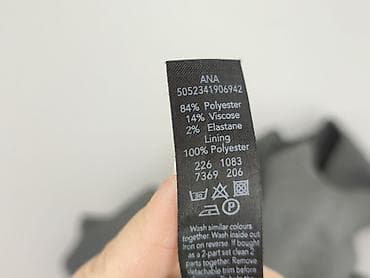 ANA
5052341906942
84% Polyester
14% Viscose
2% Elastane
Lining
100% Polyester
226 1083
7369 206
P
Wash similar colours
together. Wash inside out
Iron on reverse. If bought
as a 2-part set clean 2
parts together. Remove
detachable trim before